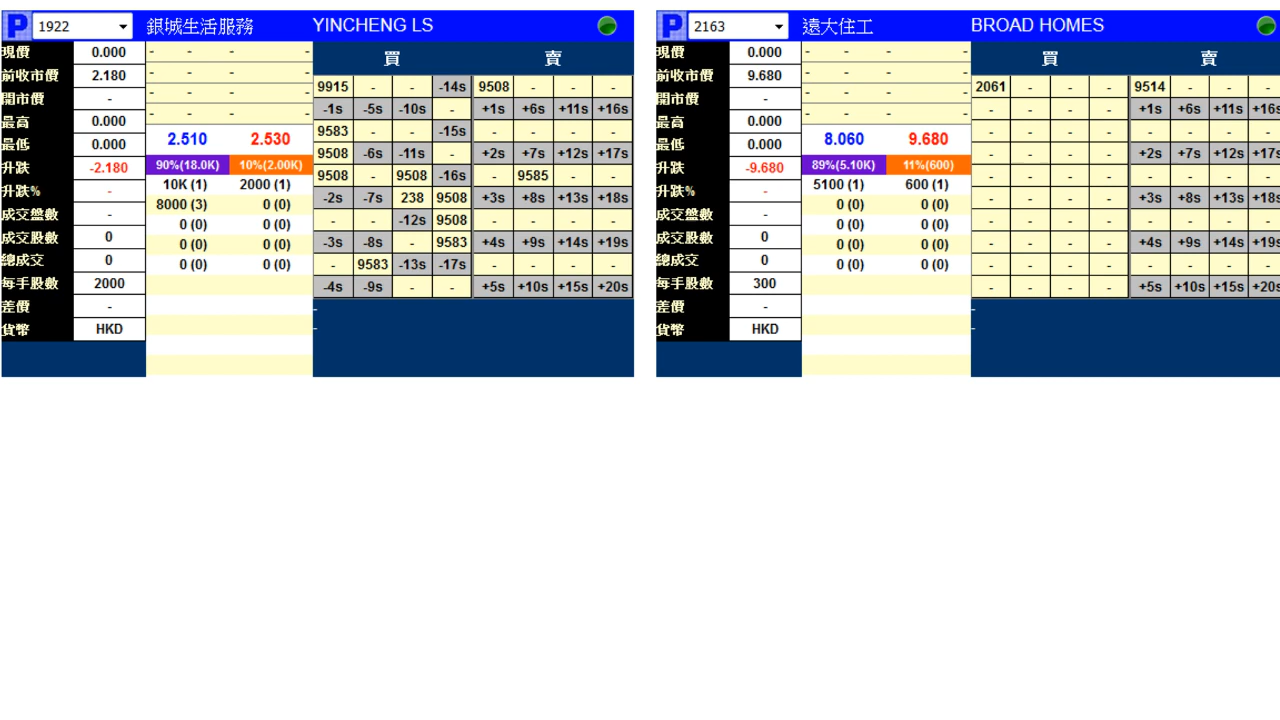 P 1922 銀城生活服務 YINCHENG LS
現價 0.000 - - - - 買 賣
前收市價 2.180 - - - - 9915 - - -14s 9508 - - -
開市價 - - - - - -1s -5s -10s - +1s +6s +11s +16s
最高 0.000 - - - - 9583 - - -15s - - - -
最低 0.000 2.510 2.530 9508 -6s -11s - +2s +7s +12s +17s
升跌 -2.180 90%(18.0K) 10%(2.00K) 9508 - 9508 -16s - 9585 - -
升跌% - 10K (1) 2000 (1) -2s -7s 238 9508 +3s +8s +13s +18s
成交盤數 - 8000 (3) 0 (0) - - -12s 9508 - - - -
成交股數 0 0 (0) 0 (0) -3s -8s - 9583 +4s +9s +14s +19s
總成交 0 0 (0) 0 (0) - 9583 -13s -17s - - - -
每手股數 2000 0 (0) 0 (0) -4s -9s - - +5s +10s +15s +20s
差價 - -
貨幣 HKD -
P 2163 遠大住工 BROAD HOMES
現價 0.000 - - - - 買 賣
前收市價 9.680 - - - - 2061 - - - 9514 - - -
開市價 - - - - - - - - - +1s +6s +11s +16s
最高 0.000 - - - - - - - - - - - -
最低 0.000 8.060 9.680 - - - - +2s +7s +12s +17s
升跌 -9.680 89%(5.10K) 11%(600) - - - - - - - -
升跌% - 5100 (1) 600 (1) - - - - +3s +8s +13s +18s
成交盤數 - 0 (0) 0 (0) - - - - - - - -
成交股數 0 0 (0) 0 (0) - - - - +4s +9s +14s +19s
總成交 0 0 (0) 0 (0) - - - - - - - -
每手股數 300 0 (0) 0 (0) - - - - +5s +10s +15s +20s
差價 - -
貨幣 HKD -